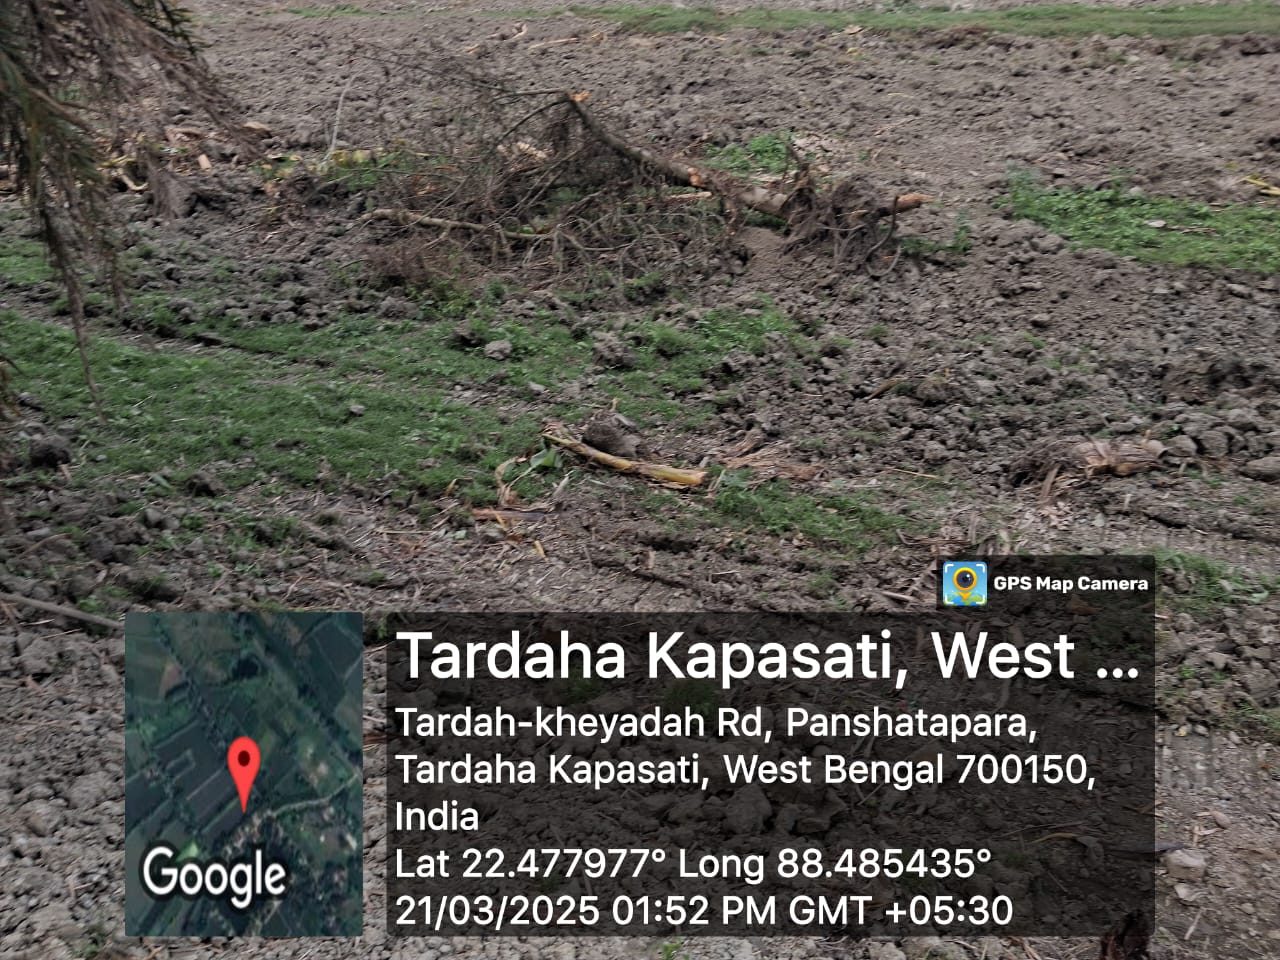 GPS Map Camera
Tardaha Kapasati, West ...
Tardah-kheyadah Rd, Panshatapara,
Tardaha Kapasati, West Bengal 700150,
India
Lat 22.477977° Long 88.485435°
21/03/2025 01:52 PM GMT +05:30
Google